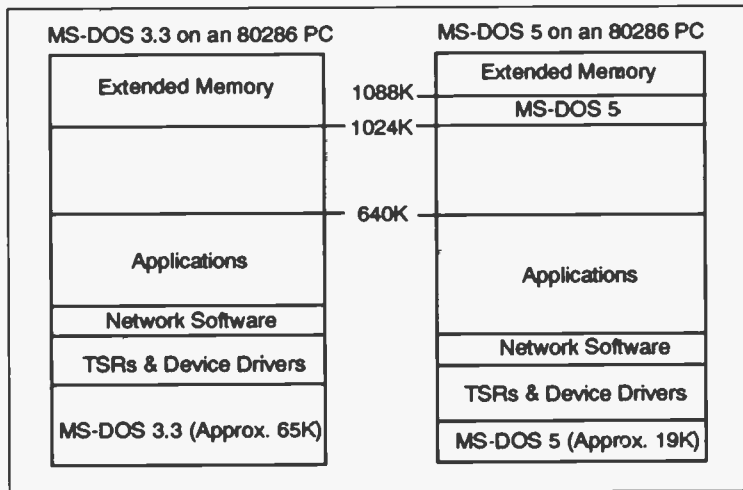 MS-DOS 3.3 on an 80286 PC
Extended Memory
Applications
Network Software
TSRs & Device Drivers
MS-DOS 3.3 (Approx. 65K)
1088K
1024K
640K
MS-DOS 5 on an 80286 PC
Extended Memory
MS-DOS 5
Applications
Network Software
TSRs & Device Drivers
MS-DOS 5 (Approx. 19K)